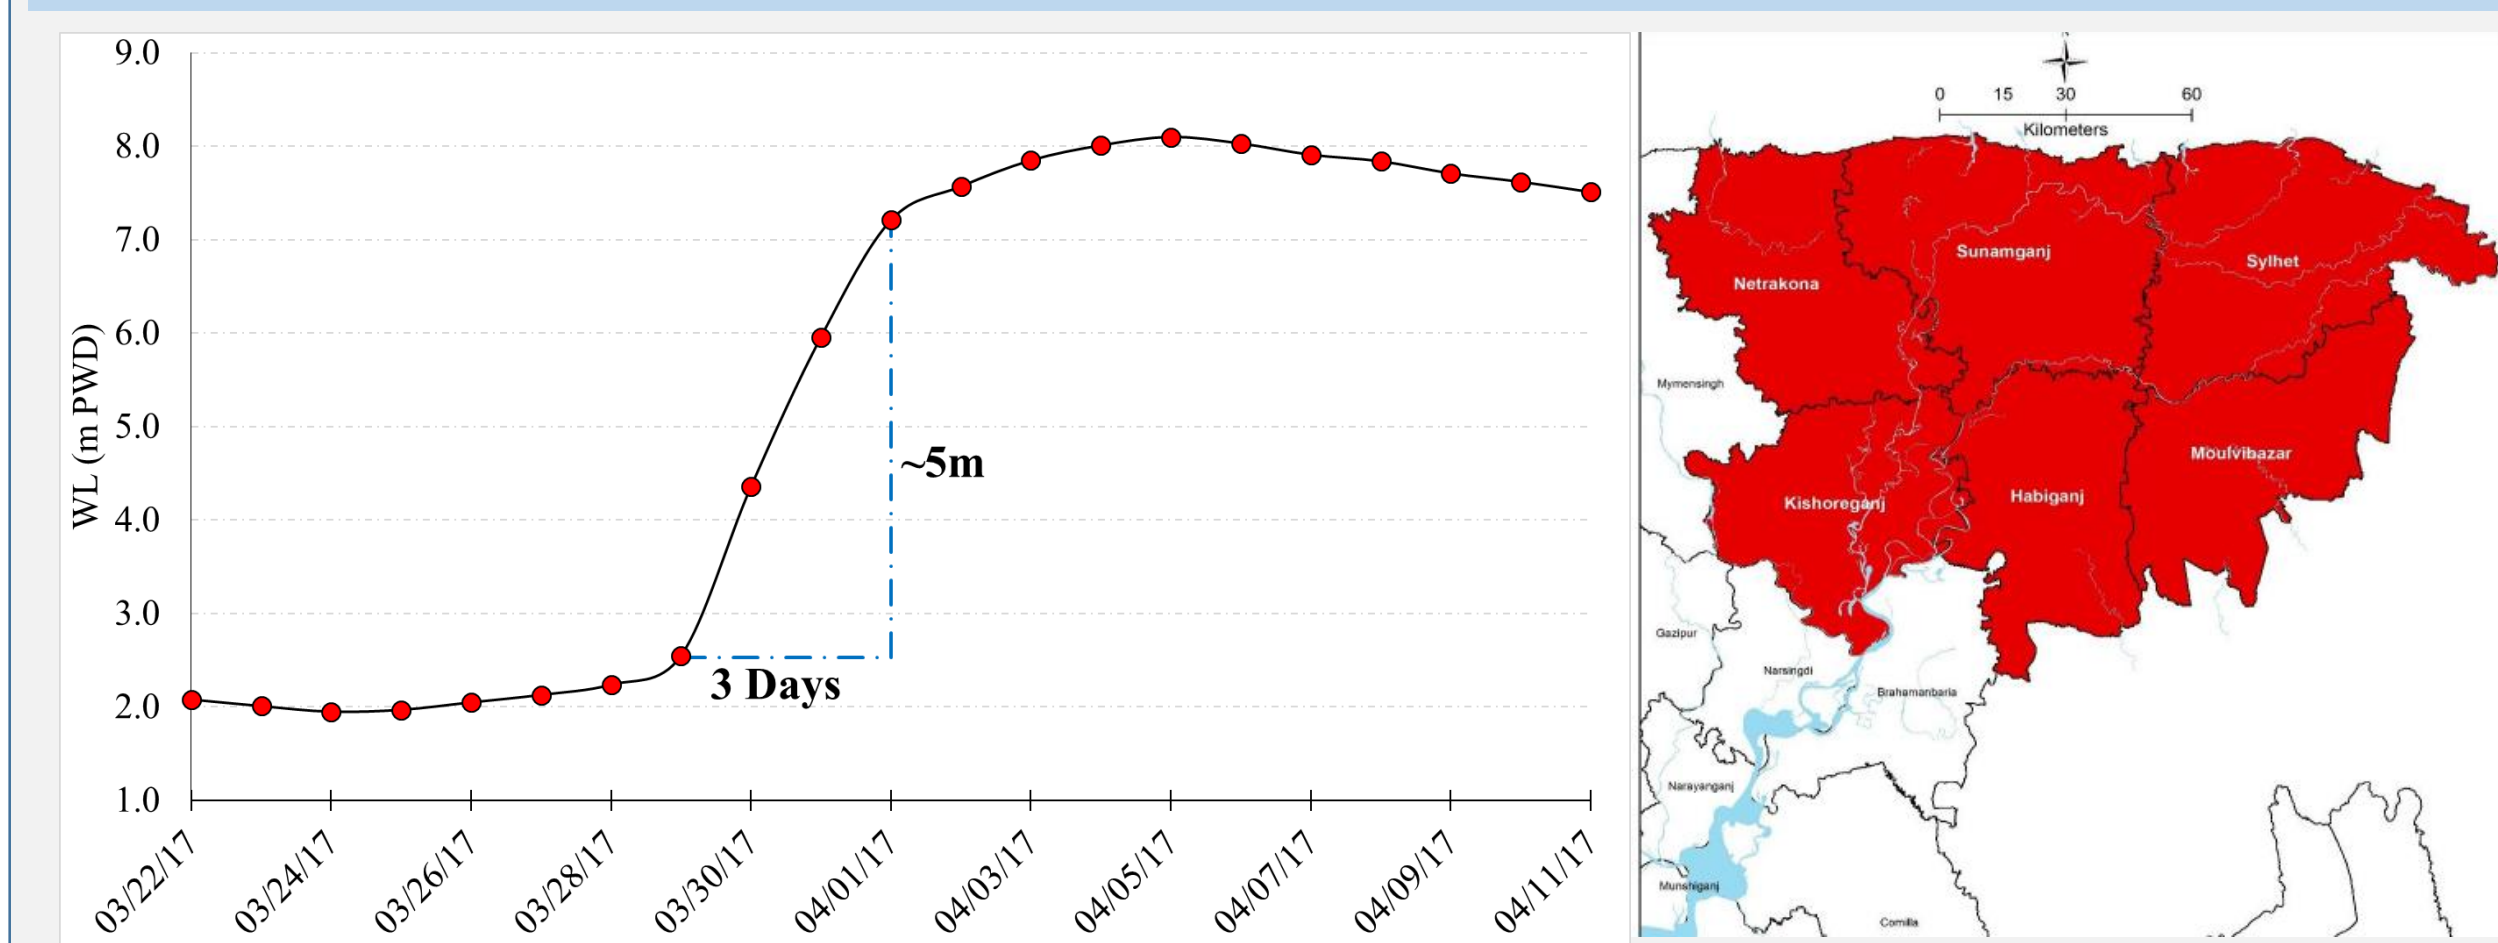 9.0
8.0
7.0
6.0
5.0
4.0
3.0
2.0
1.0
WL (m PWD)
~5m
3 Days
03/22/17
03/24/17
03/26/17
03/28/17
03/30/17
04/01/17
04/03/17
04/05/17
04/07/17
04/09/17
04/11/17
0 15 30 60
Kilometers
Sunamganj
Sylhet
Netrakona
Mymensingh
Moulvibazar
Habiganj
Kishoreganj
Gazipur
Narsingdi
Brahamanbaria
Narayanganj
Munshiganj
Comilla